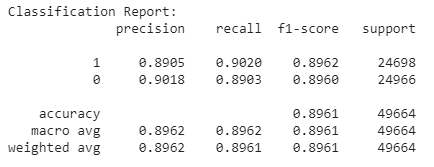 Classification Report:
precision recall f1-score support
1 0.8905 0.9020 0.8962 24698
0 0.9018 0.8903 0.8960 24966
accuracy 0.8961 49664
macro avg 0.8962 0.8962 0.8961 49664
weighted avg 0.8962 0.8961 0.8961 49664